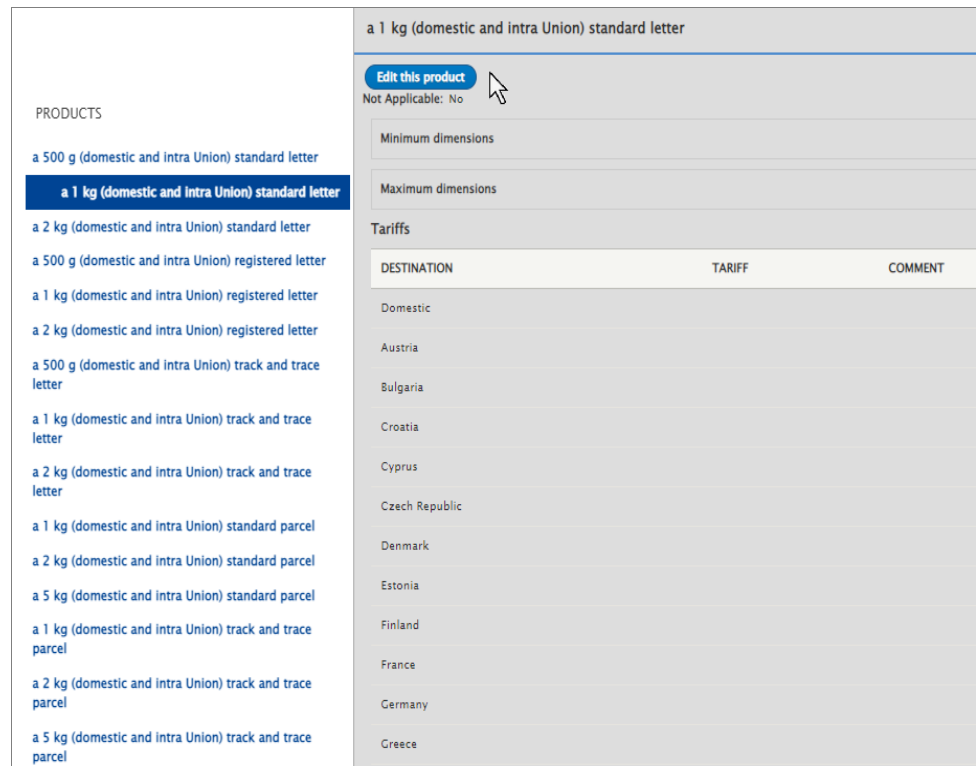 PRODUCTS
a 500 g (domestic and intra Union) standard letter
a 1 kg (domestic and intra Union) standard letter
a 2 kg (domestic and intra Union) standard letter
a 500 g (domestic and intra Union) registered letter
a 1 kg (domestic and intra Union) registered letter
a 2 kg (domestic and intra Union) registered letter
a 500 g (domestic and intra Union) track and trace
letter
a 1 kg (domestic and intra Union) track and trace
letter
a 2 kg (domestic and intra Union) track and trace
letter
a 1 kg (domestic and intra Union) standard parcel
a 2 kg (domestic and intra Union) standard parcel
a 5 kg (domestic and intra Union) standard parcel
a 1 kg (domestic and intra Union) track and trace
parcel
a 2 kg (domestic and intra Union) track and trace
parcel
a 5 kg (domestic and intra Union) track and trace
parcel
a 1 kg (domestic and intra Union) standard letter
Edit this product
Not Applicable: No
Minimum dimensions
Maximum dimensions
Tariffs
DESTINATION TARIFF COMMENT
Domestic
Austria
Bulgaria
Croatia
Cyprus
Czech Republic
Denmark
Estonia
Finland
France
Germany
Greece